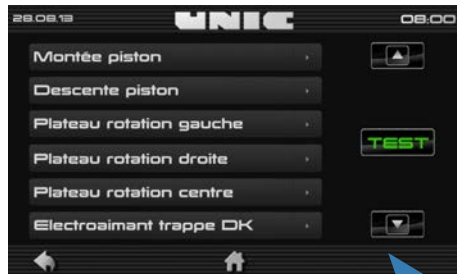 28.08.13 UNIC 08:00
Montée piston
Descente piston
Plateau rotation gauche
TEST
Plateau rotation droite
Plateau rotation centre
Electroaimant trappe DK